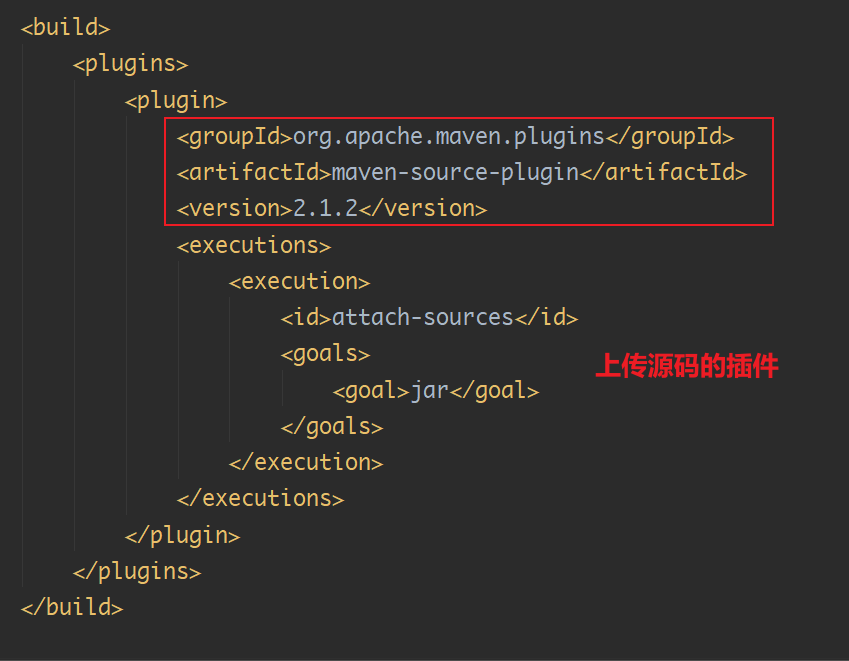 <build>
<plugins>
<plugin>
<groupId>org.apache.maven.plugins</groupId>
<artifactId>maven-source-plugin</artifactId>
<version>2.1.2</version>
<executions>
<execution>
<id>attach-sources</id>
<goals>
上传源码的插件
<goal>jar</goal>
</goals>
</execution>
</executions>
</plugin>
</plugins>
</build>